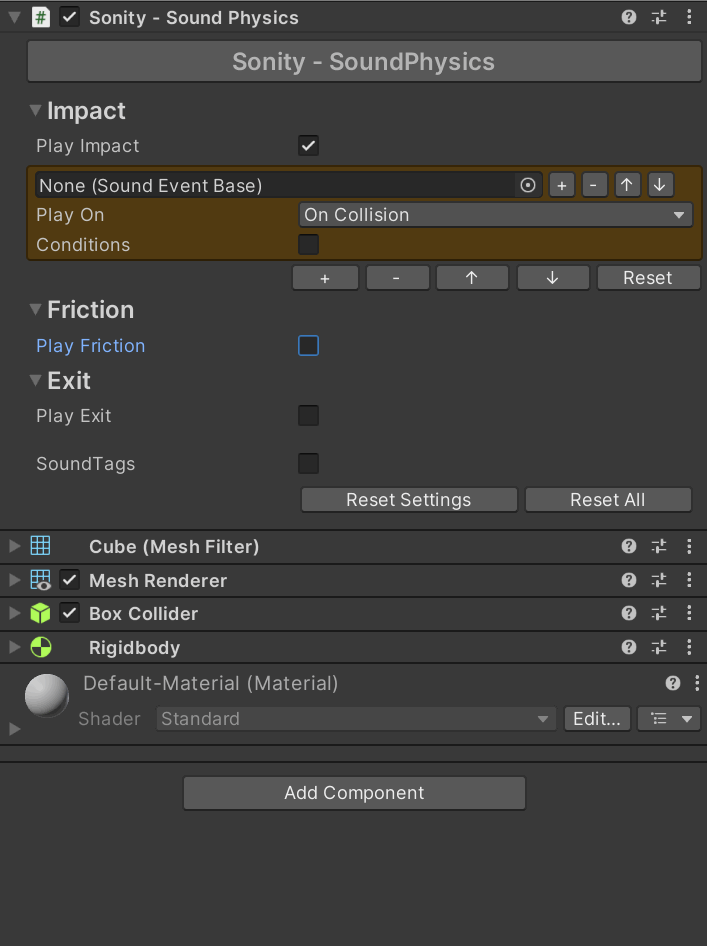 Sonity - Sound Physics
Sonity - SoundPhysics
Impact
Play Impact
None (Sound Event Base) + - ↑ ↓
Play On On Collision
Conditions
+ - ↑ ↓ Reset
Friction
Play Friction
Exit
Play Exit
SoundTags
Reset Settings Reset All
Cube (Mesh Filter)
Mesh Renderer
Box Collider
Rigidbody
Default-Material (Material)
Shader Standard Edit...
Add Component